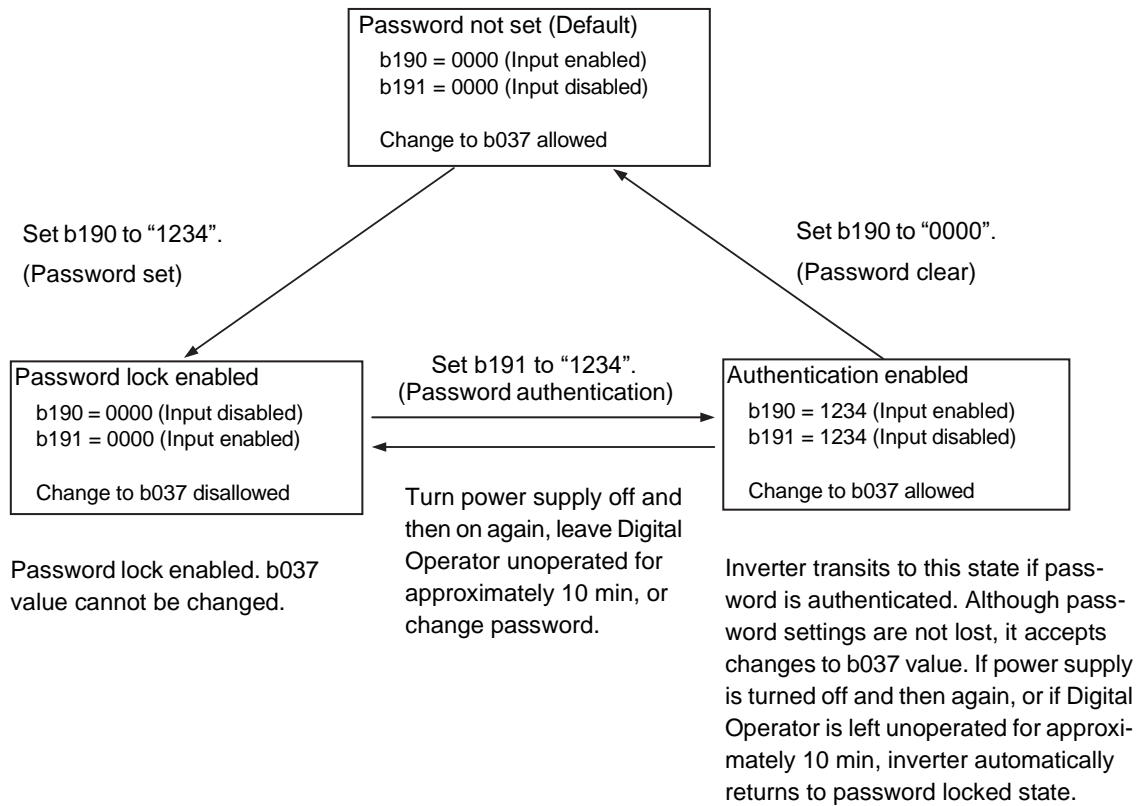 Password not set (Default)
b190 = 0000 (Input enabled)
b191 = 0000 (Input disabled)
Change to b037 allowed
Set b190 to “1234”.
(Password set)
Set b190 to “0000”.
(Password clear)
Password lock enabled
b190 = 0000 (Input disabled)
b191 = 0000 (Input enabled)
Change to b037 disallowed
Set b191 to “1234”.
(Password authentication)
Authentication enabled
b190 = 1234 (Input enabled)
b191 = 1234 (Input disabled)
Change to b037 allowed
Password lock enabled. b037
value cannot be changed.
Turn power supply off and
then on again, leave Digital
Operator unoperated for
approximately 10 min, or
change password.
Inverter transits to this state if pass-
word is authenticated. Although pass-
word settings are not lost, it accepts
changes to b037 value. If power supply
is turned off and then again, or if Digital
Operator is left unoperated for approxi-
mately 10 min, inverter automatically
returns to password locked state.